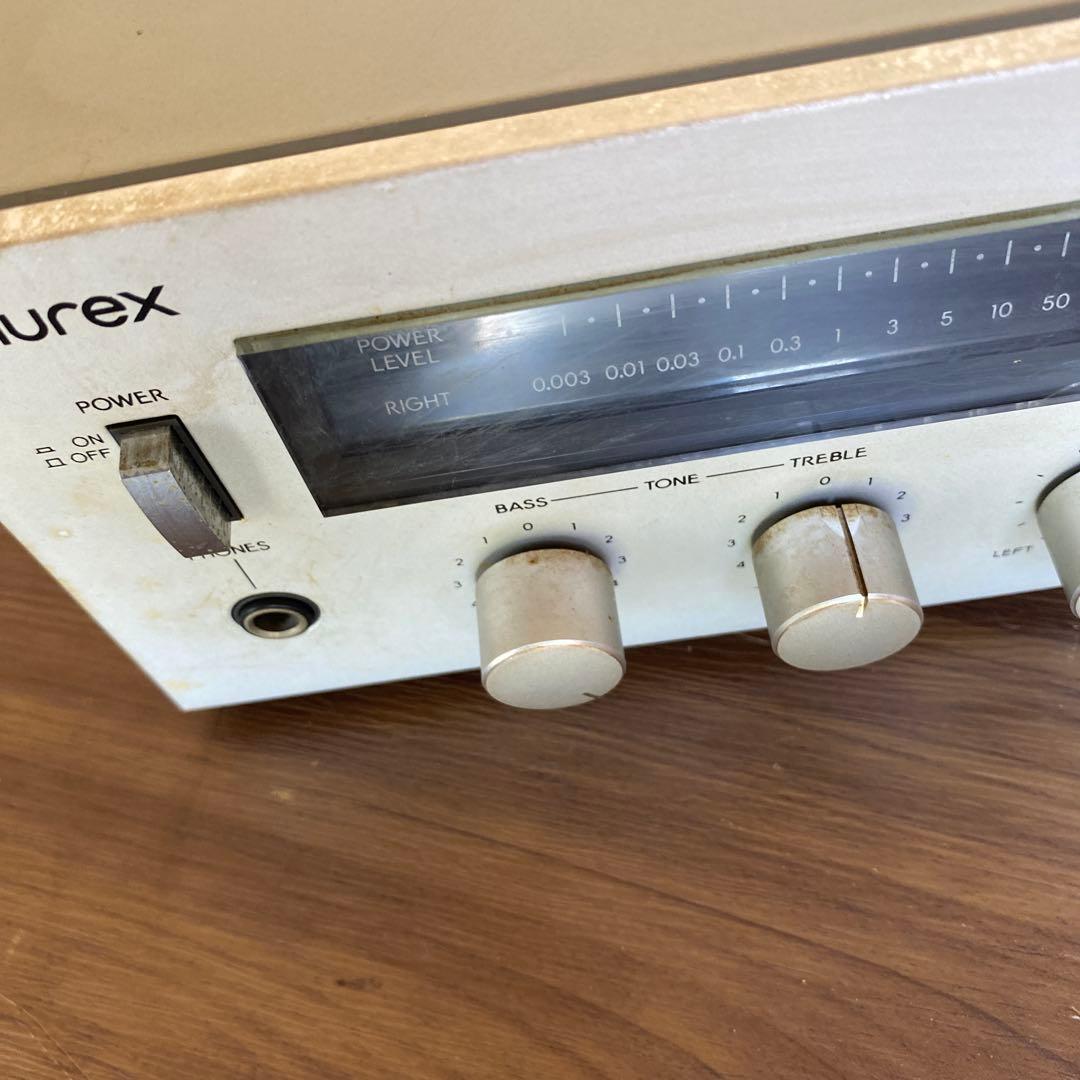 aurex
POWER
ON
OFF
PHONES
POWER
LEVEL
RIGHT
0.003 0.01 0.03 0.1 0.3 1 3 5 10 50
BASS TONE TREBLE
2 1 0 1 2
3 3
4
2 1 0 1 2
3 3
4
LEFT